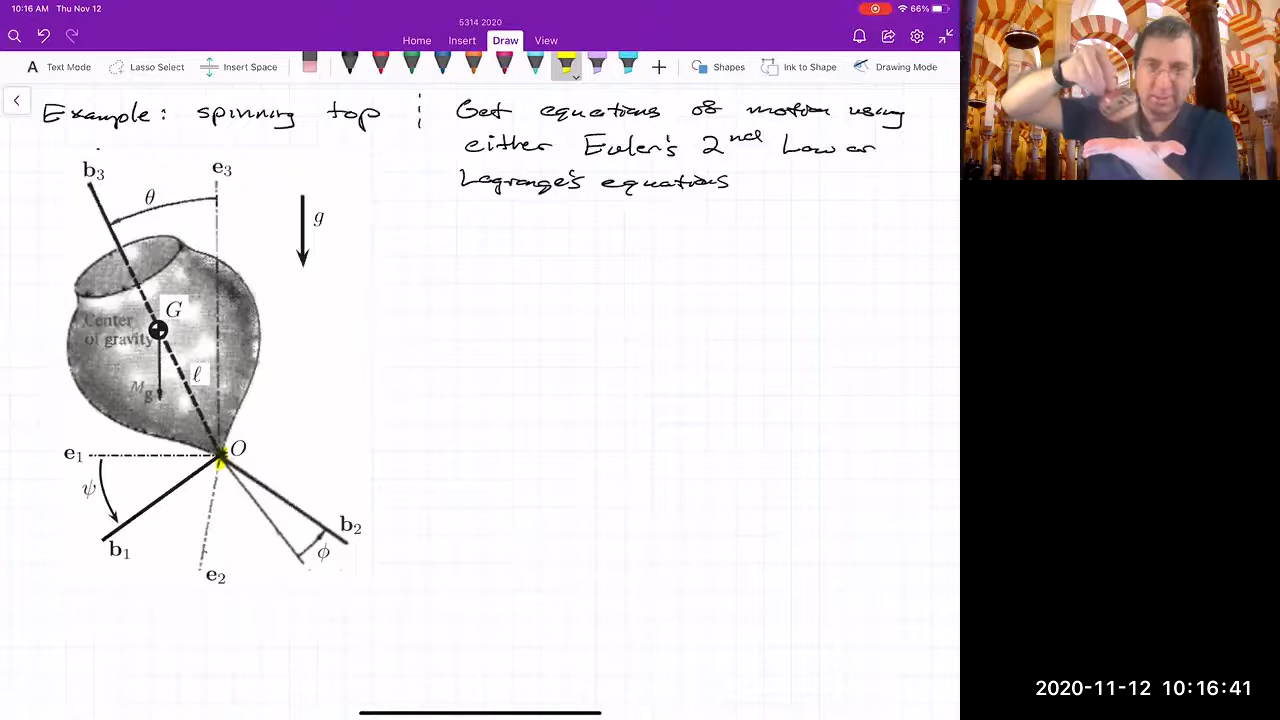 10:16 AM Thu Nov 12
66%
5314 2020
Home Insert Draw View
A Text Mode Lasso Select Insert Space Shapes Ink to Shape Drawing Mode
Example: spinning top
Get equations of motion using
either Euler's 2nd Law or
Lagrange's equations
b3
e3
θ
g
G
Center
of gravity
ℓ
Mg
e1
O
ψ
b2
b1
ϕ
e2
2020-11-12 10:16:41